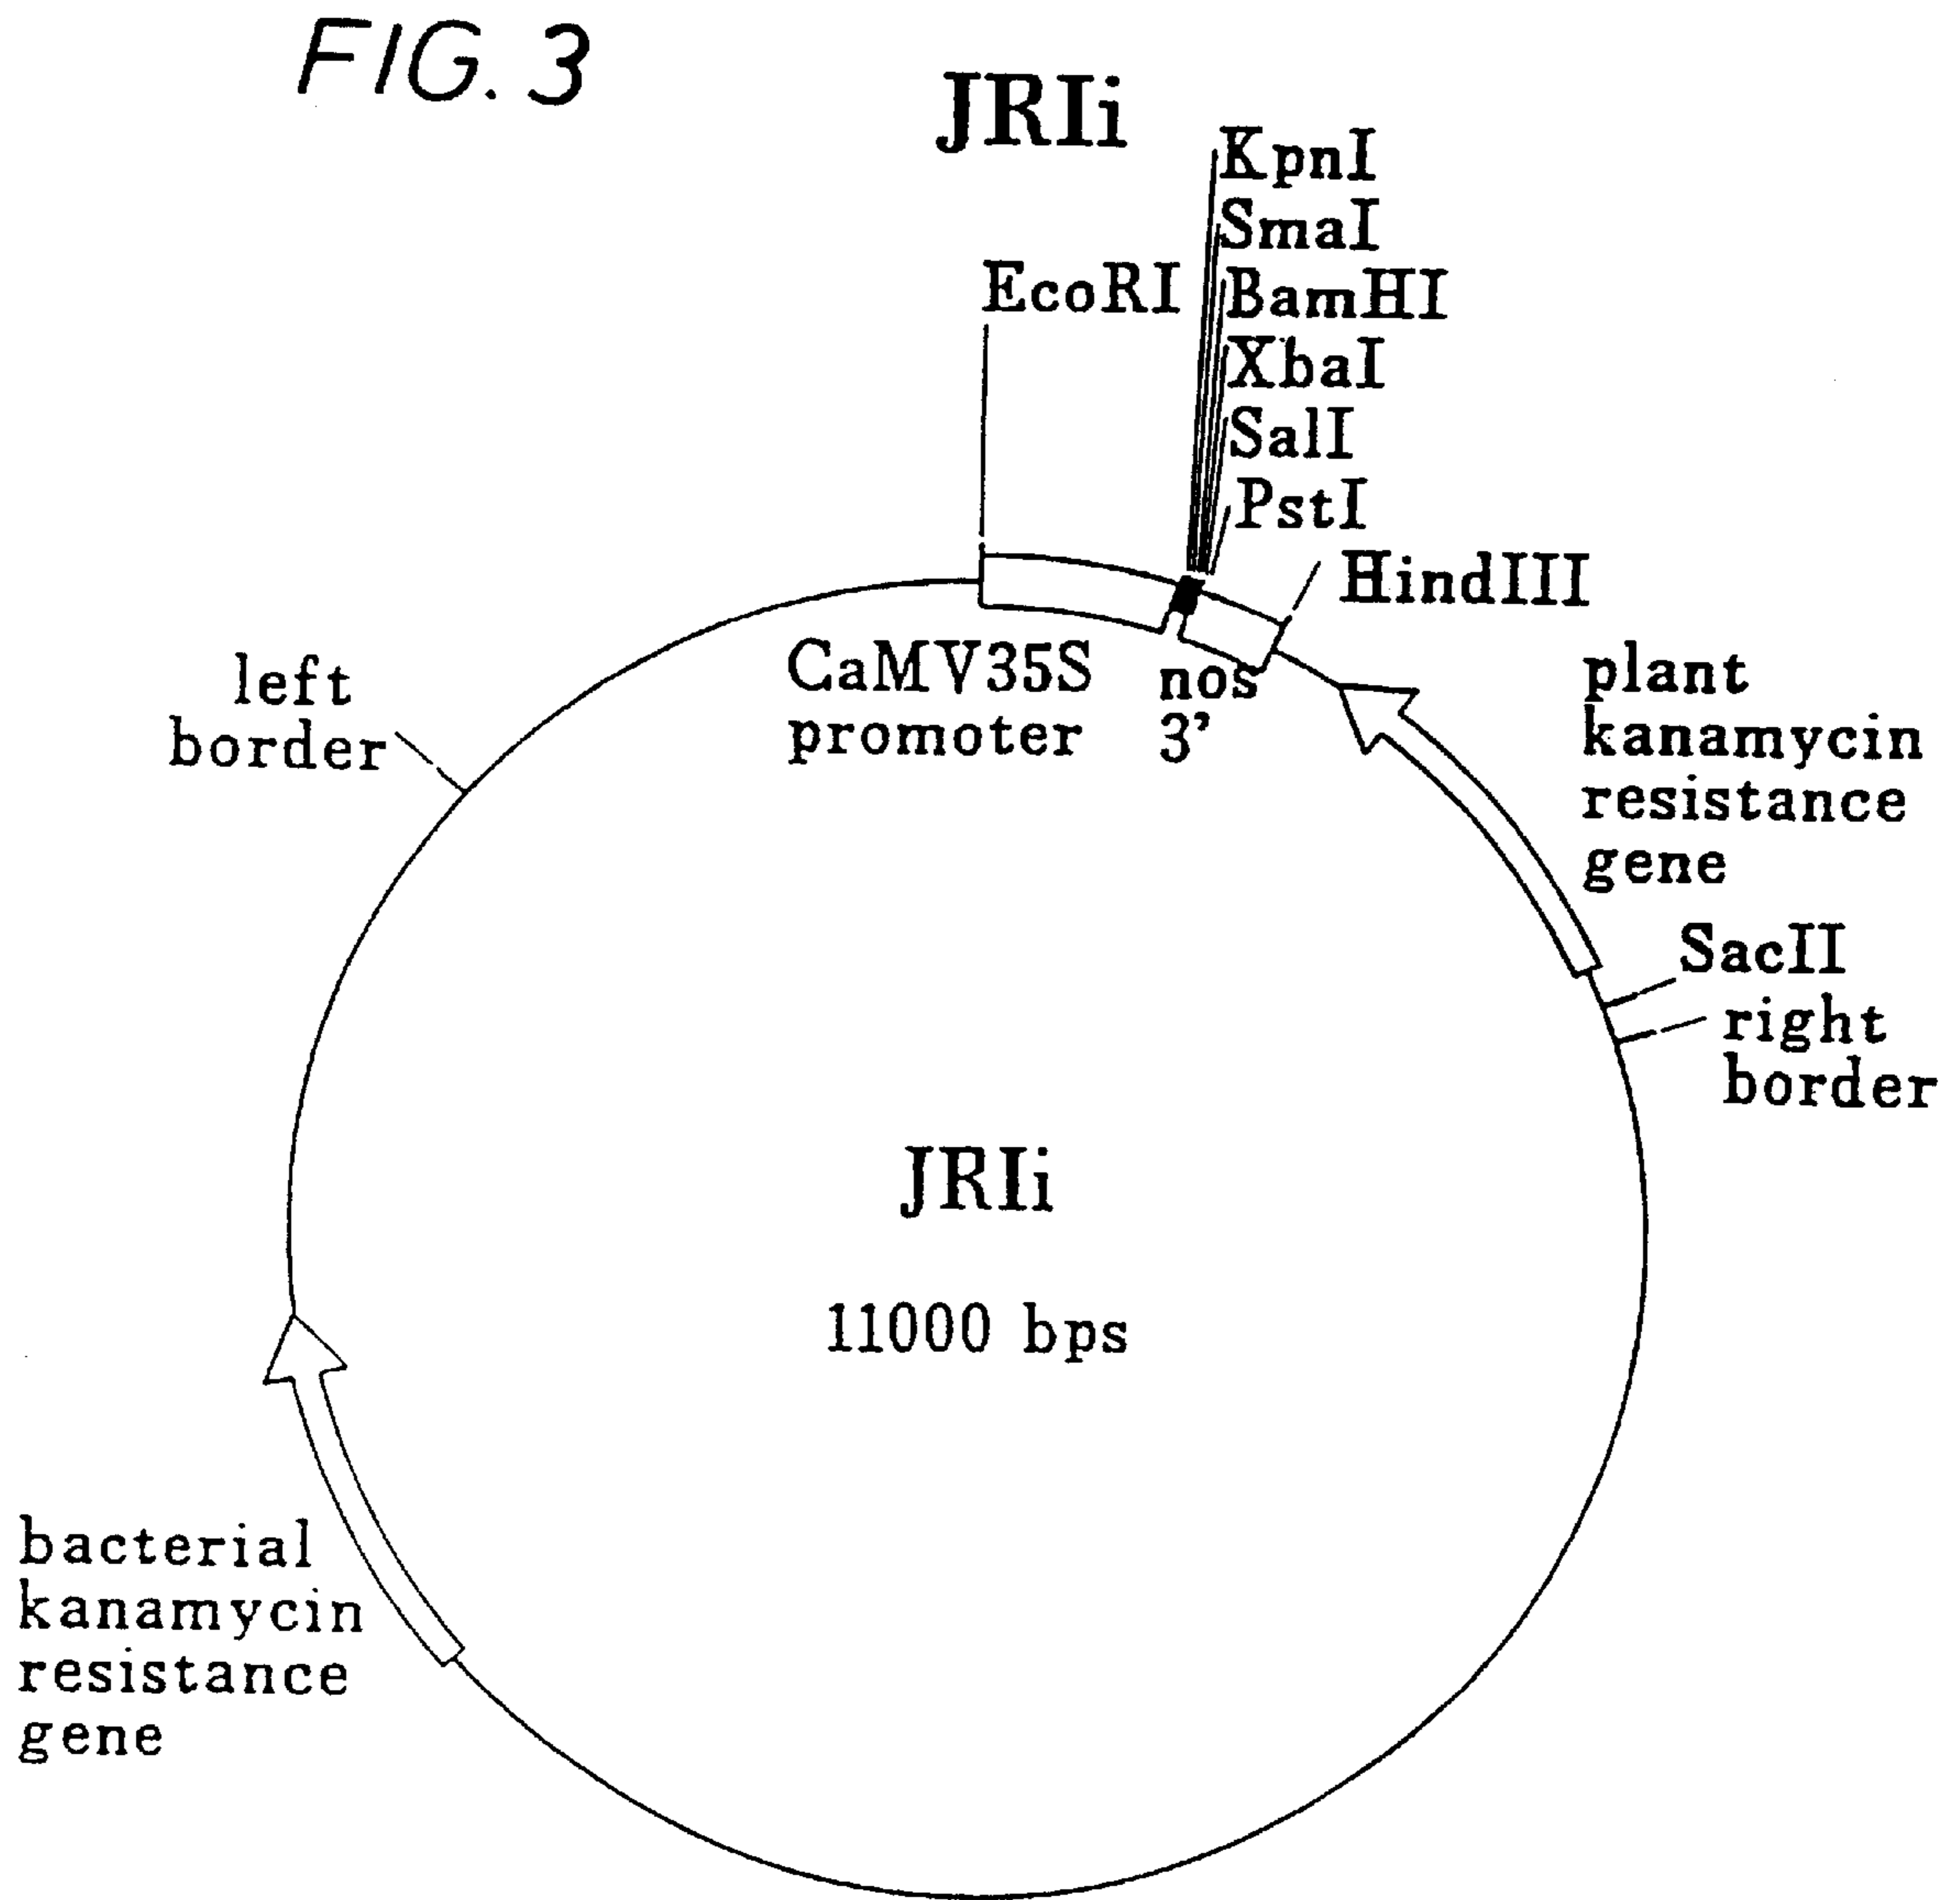 FIG. 3
JRIi
KpnI
SmaI
EcoRI
BamHI
XbaI
SalI
PstI
HindIII
left
border
CaMV35S
promoter
nos
3’
plant
kanamycin
resistance
gene
SacII
right
border
JRIi
11000 bps
bacterial
kanamycin
resistance
gene